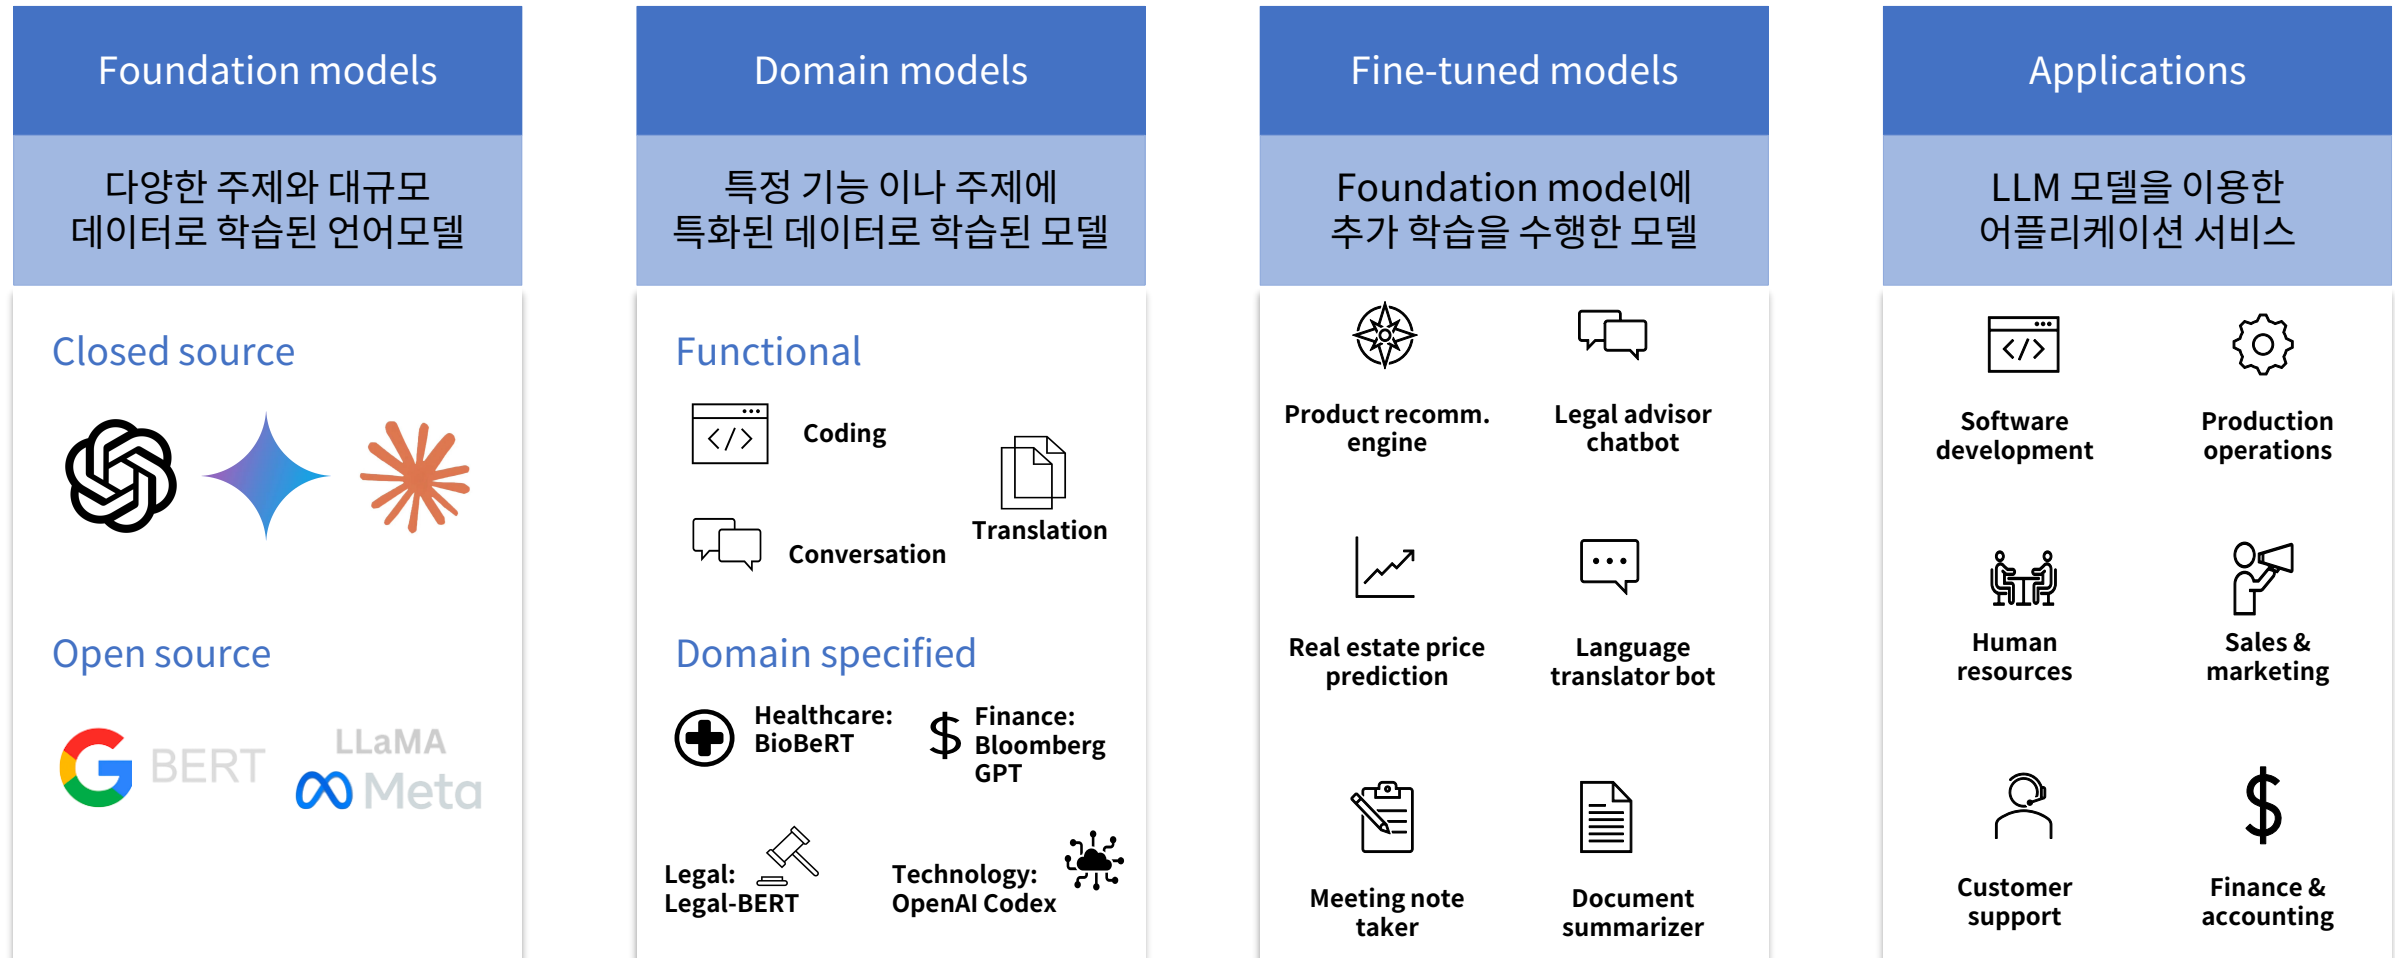 Foundation models
다양한 주제와 대규모
데이터로 학습된 언어모델
Closed source
Open source
BERT
LLaMA
Meta
Domain models
특정 기능 이나 주제에
특화된 데이터로 학습된 모델
Functional
Coding
Translation
Conversation
Domain specified
Healthcare:
BioBeRT
Finance:
Bloomberg
GPT
Legal:
Legal-BERT
Technology:
OpenAI Codex
Fine-tuned models
Foundation model에
추가 학습을 수행한 모델
Product recomm.
engine
Legal advisor
chatbot
Real estate price
prediction
Language
translator bot
Meeting note
taker
Document
summarizer
Applications
LLM 모델을 이용한
어플리케이션 서비스
Software
development
Production
operations
Human
resources
Sales &
marketing
Customer
support
Finance &
accounting